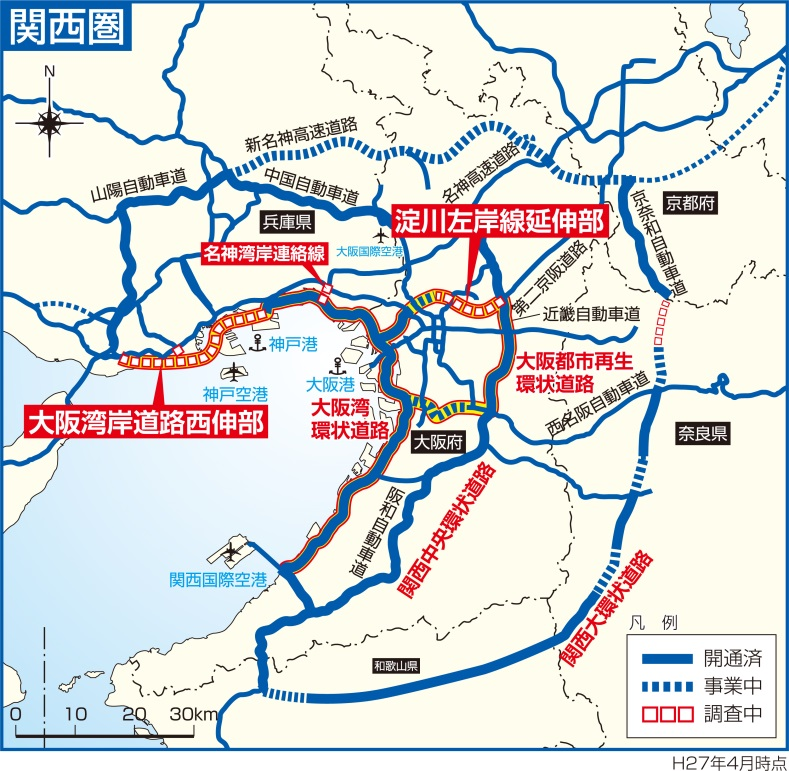 関西圏
N
新名神高速道路
名神高速道路
山陽自動車道
中国自動車道
兵庫県
京都府
淀川左岸線延伸部
京奈和自動車道
名神湾岸連絡線
大阪国際空港
第二京阪道路
近畿自動車道
神戸港
神戸空港
大阪港
大阪都市再生
環状道路
大阪湾岸道路西伸部
大阪湾
環状道路
西名阪自動車道
大阪府
奈良県
阪和自動車道
関西中央環状道路
関西国際空港
関西大環状道路
和歌山県
凡例
開通済
事業中
調査中
0 10 20 30km
H27年4月時点